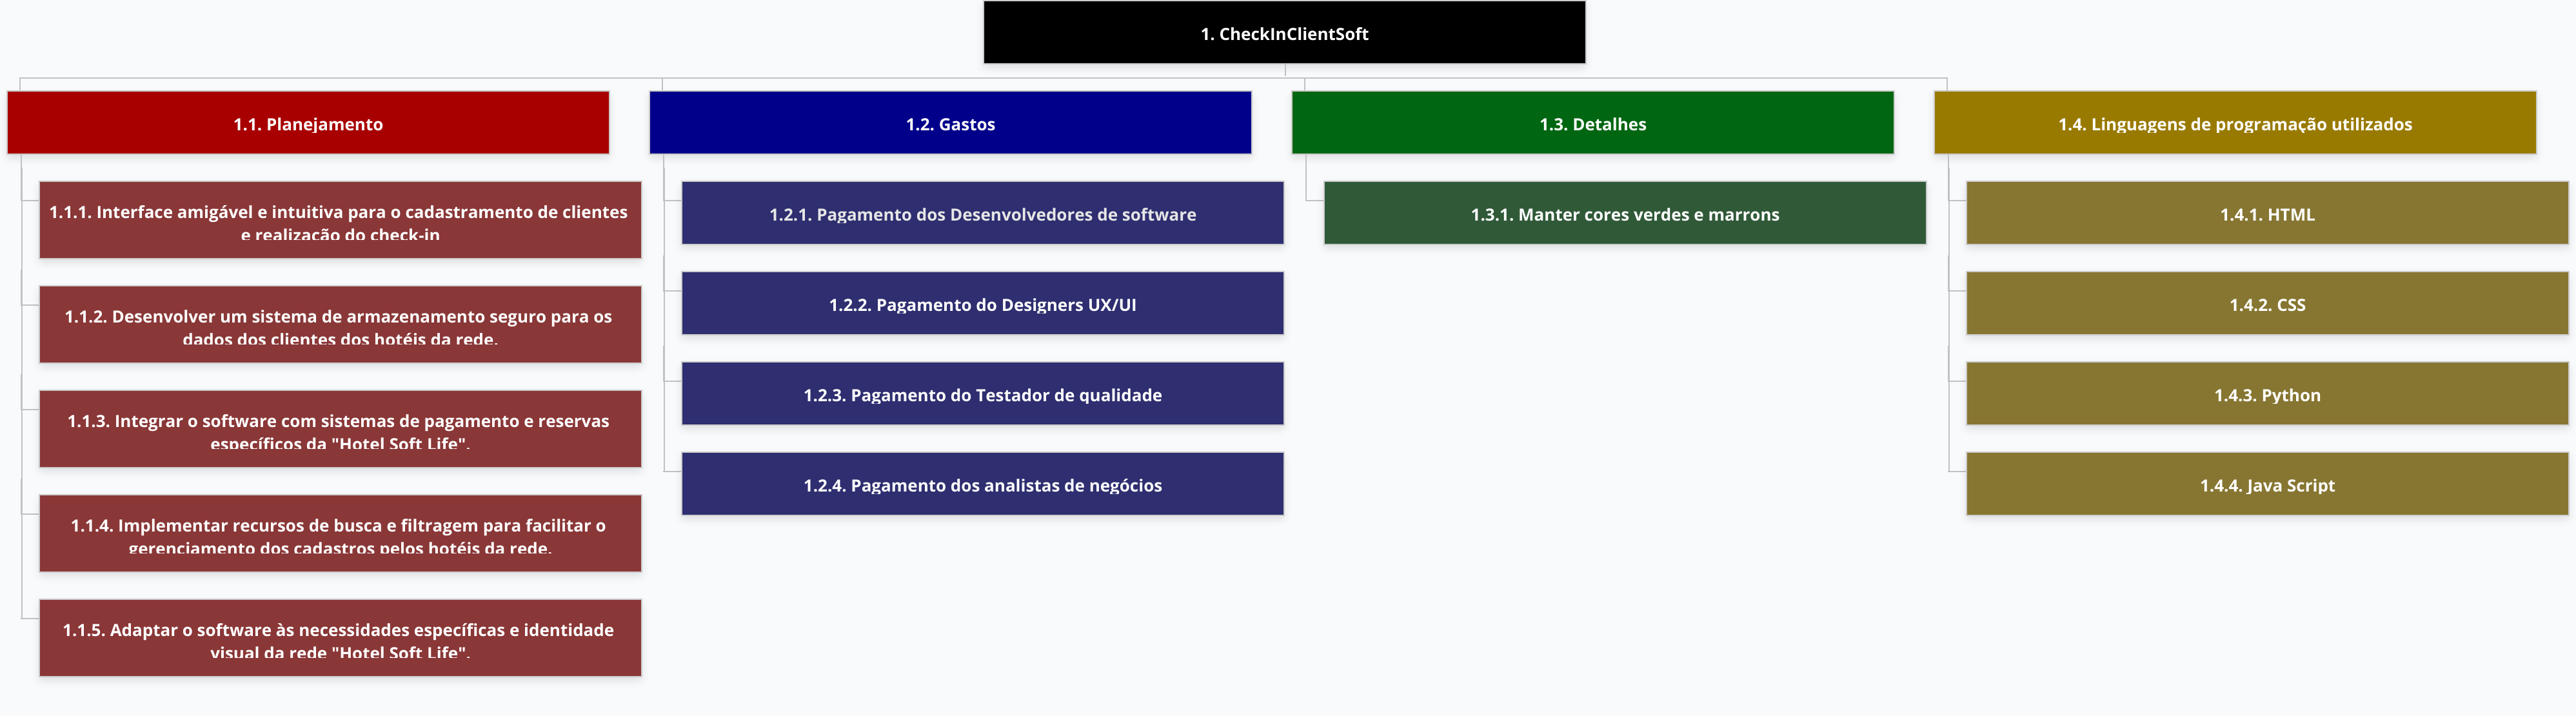 1. CheckInClientSoft
1.1. Planejamento
1.1.1. Interface amigável e intuitiva para o cadastramento de clientes
e realização do check-in
1.1.2. Desenvolver um sistema de armazenamento seguro para os
dados dos clientes dos hotéis da rede.
1.1.3. Integrar o software com sistemas de pagamento e reservas
específicos da "Hotel Soft Life".
1.1.4. Implementar recursos de busca e filtragem para facilitar o
gerenciamento dos cadastros pelos hotéis da rede.
1.1.5. Adaptar o software às necessidades específicas e identidade
visual da rede "Hotel Soft Life".
1.2. Gastos
1.2.1. Pagamento dos Desenvolvedores de software
1.2.2. Pagamento do Designers UX/UI
1.2.3. Pagamento do Testador de qualidade
1.2.4. Pagamento dos analistas de negócios
1.3. Detalhes
1.3.1. Manter cores verdes e marrons
1.4. Linguagens de programação utilizados
1.4.1. HTML
1.4.2. CSS
1.4.3. Python
1.4.4. Java Script